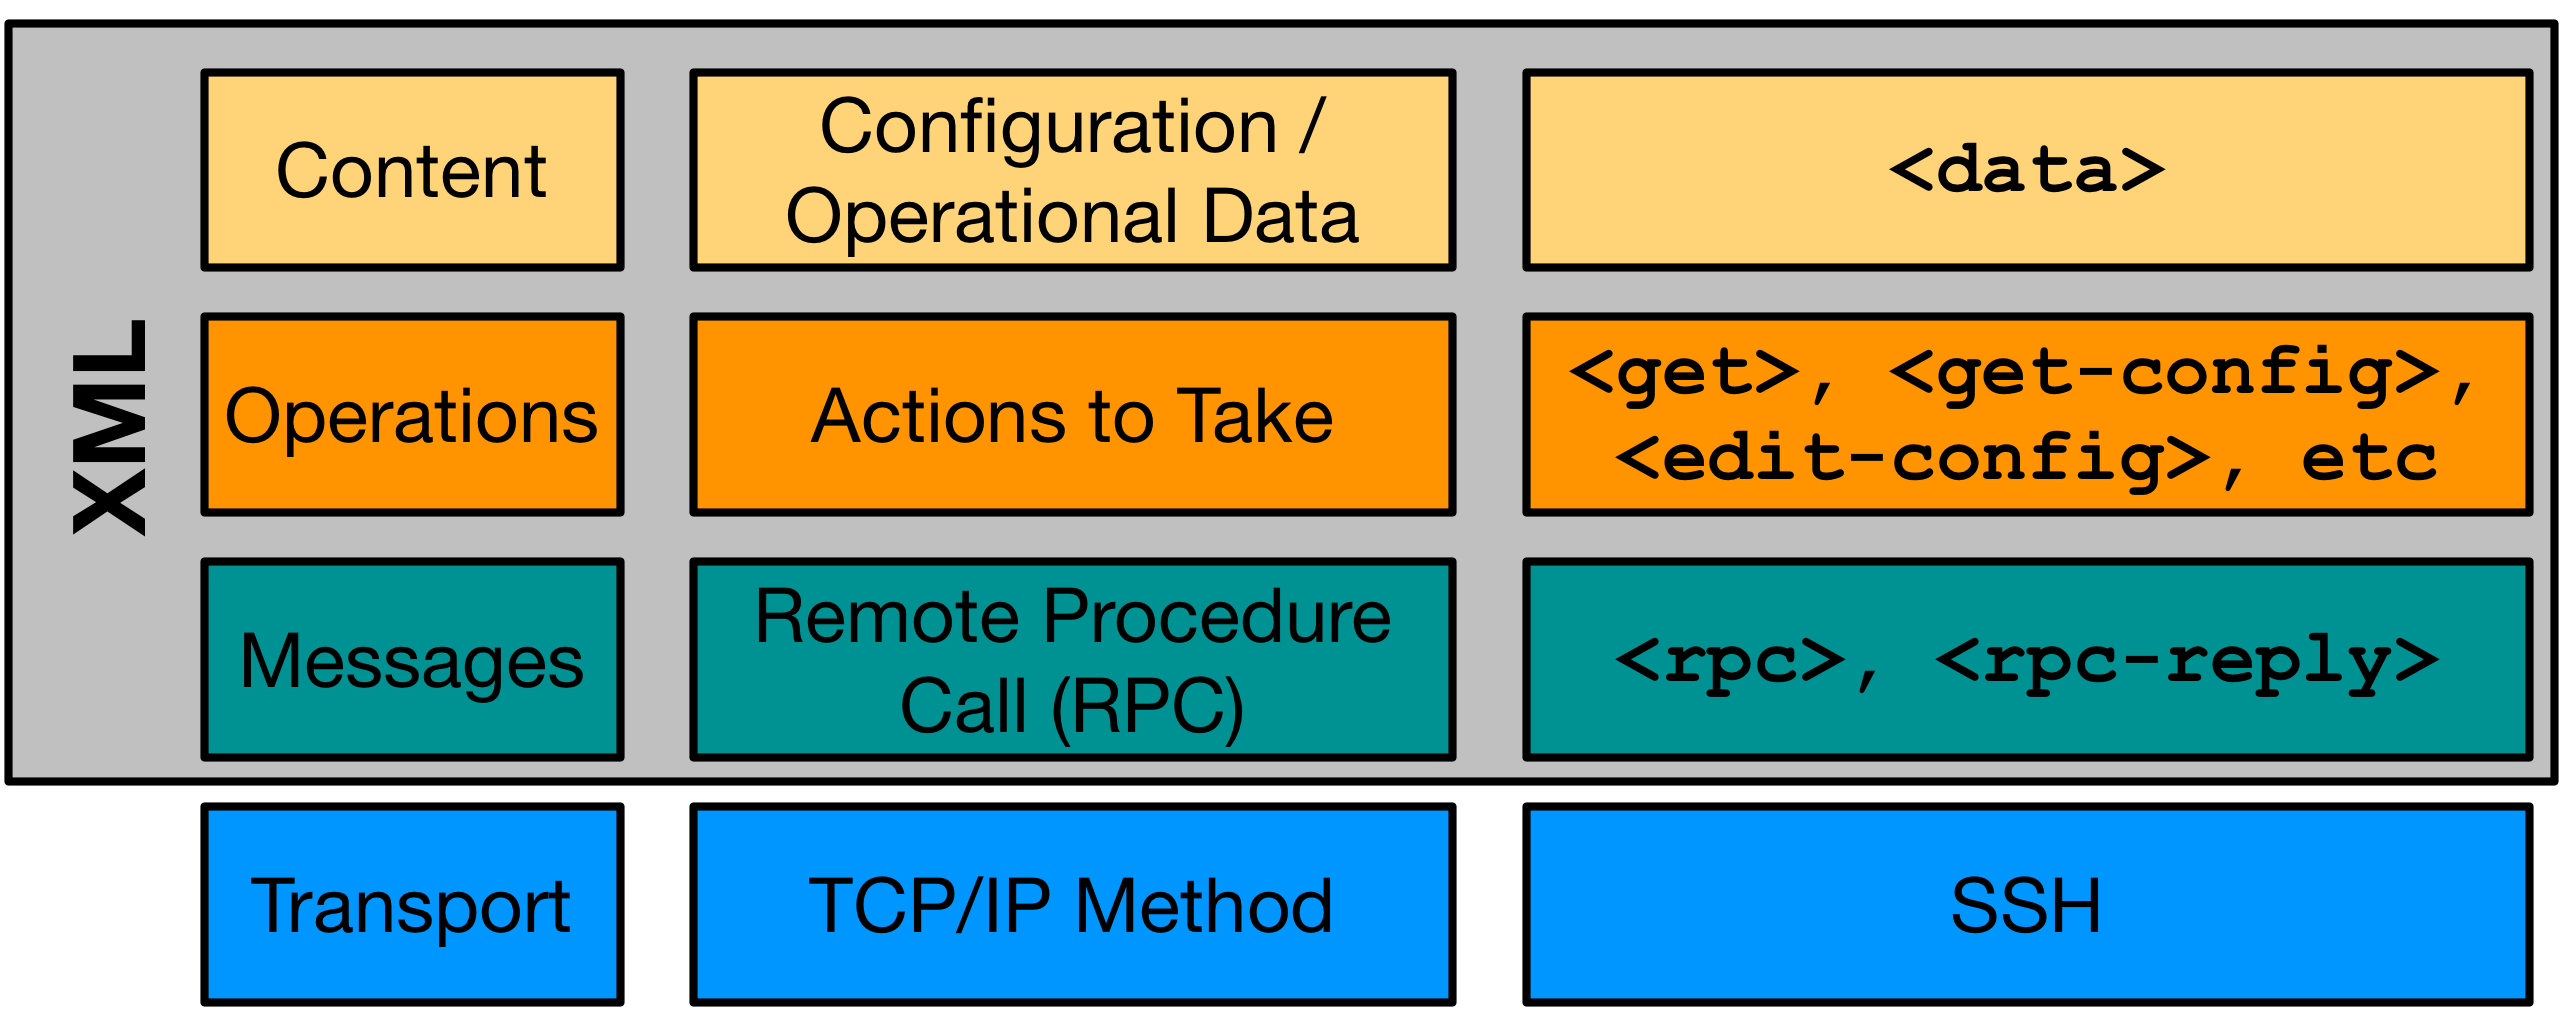 XML
Content
Configuration /
Operational Data
<data>
Operations
Actions to Take
<get>, <get-config>,
<edit-config>, etc
Messages
Remote Procedure
Call (RPC)
<rpc>, <rpc-reply>
Transport
TCP/IP Method
SSH